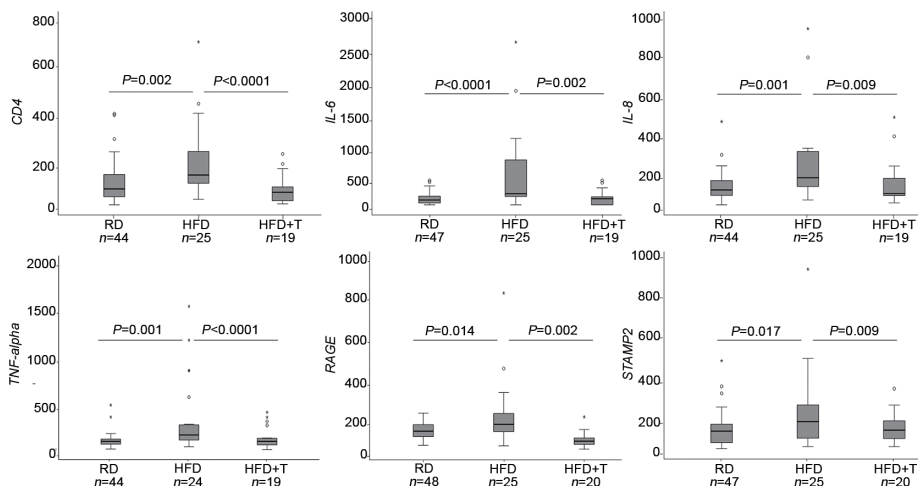 800
600
400
200
0
CD4
P=0.002 P<0.0001
RD HFD HFD+T
n=44 n=25 n=19
3000
2500
2000
1500
1000
500
0
IL-6
P<0.0001 P=0.002
RD HFD HFD+T
n=47 n=25 n=19
1000
800
600
400
200
0
IL-8
P=0.001 P=0.009
RD HFD HFD+T
n=44 n=25 n=19
2000
1500
1000
500
0
TNF-alpha
P=0.001 P<0.0001
RD HFD HFD+T
n=44 n=24 n=19
1000
800
600
400
200
0
RAGE
P=0.014 P=0.002
RD HFD HFD+T
n=48 n=25 n=20
1000
800
600
400
200
0
STAMP2
P=0.017 P=0.009
RD HFD HFD+T
n=47 n=25 n=20